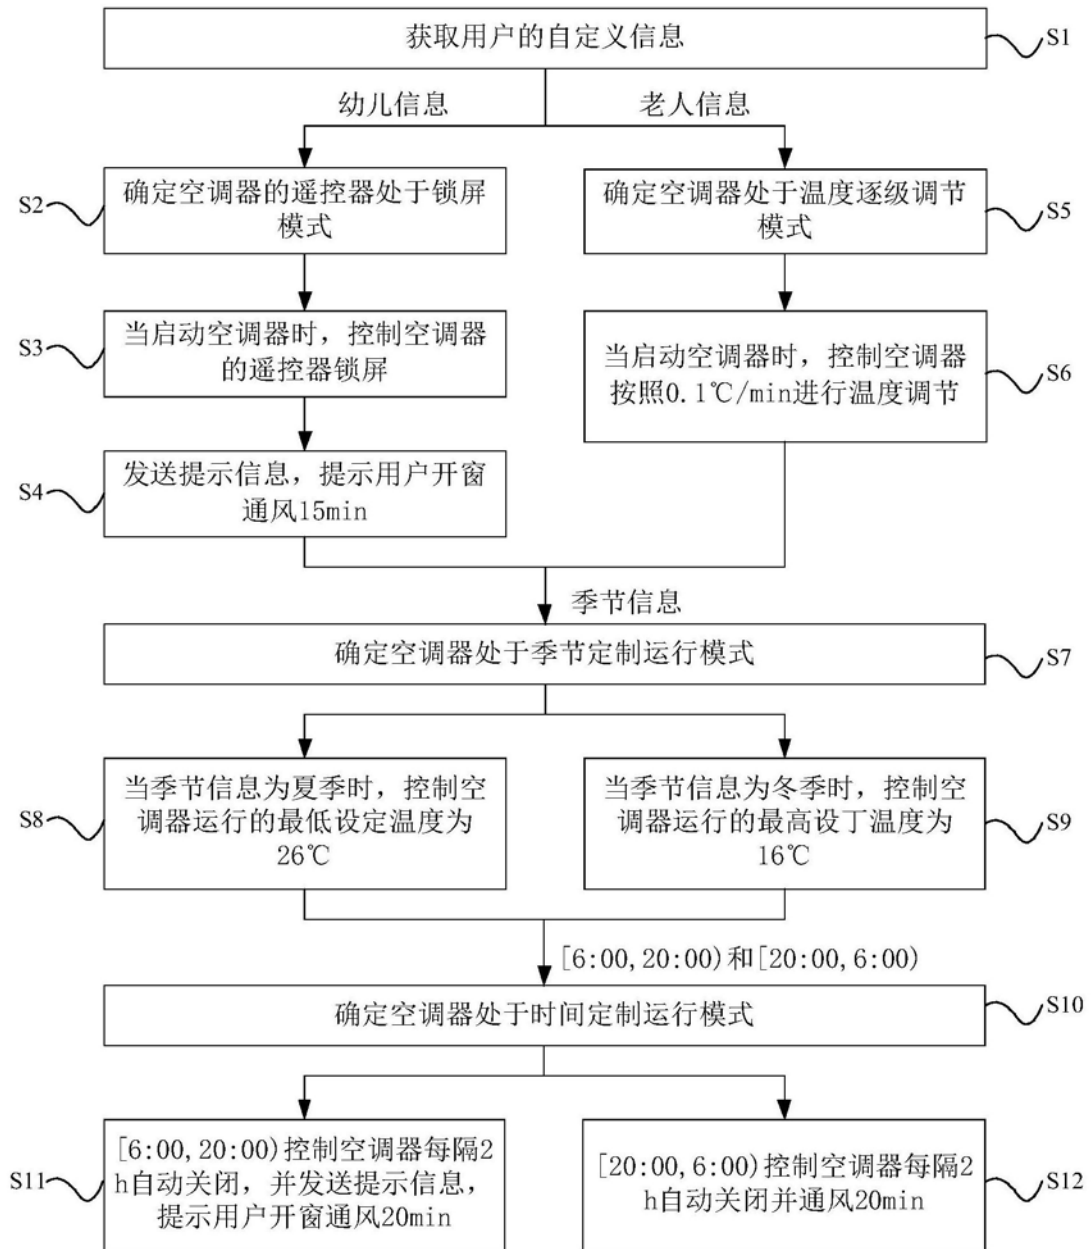 获取用户的自定义信息
S1
幼儿信息
老人信息
S2
确定空调器的遥控器处于锁屏
模式
确定空调器处于温度逐级调节
模式
S5
S3
当启动空调器时，控制空调器
的遥控器锁屏
当启动空调器时，控制空调器
按照0.1℃/min进行温度调节
S6
S4
发送提示信息，提示用户开窗
通风15min
季节信息
确定空调器处于季节定制运行模式
S7
S8
当季节信息为夏季时，控制空
调器运行的最低设定温度为
26℃
当季节信息为冬季时，控制空
调器运行的最高设丁温度为
16℃
S9
[6:00,20:00)和[20:00,6:00)
确定空调器处于时间定制运行模式
S10
S11
[6:00,20:00)控制空调器每隔2
h自动关闭，并发送提示信息，
提示用户开窗通风20min
[20:00,6:00)控制空调器每隔2
h自动关闭并通风20min
S12